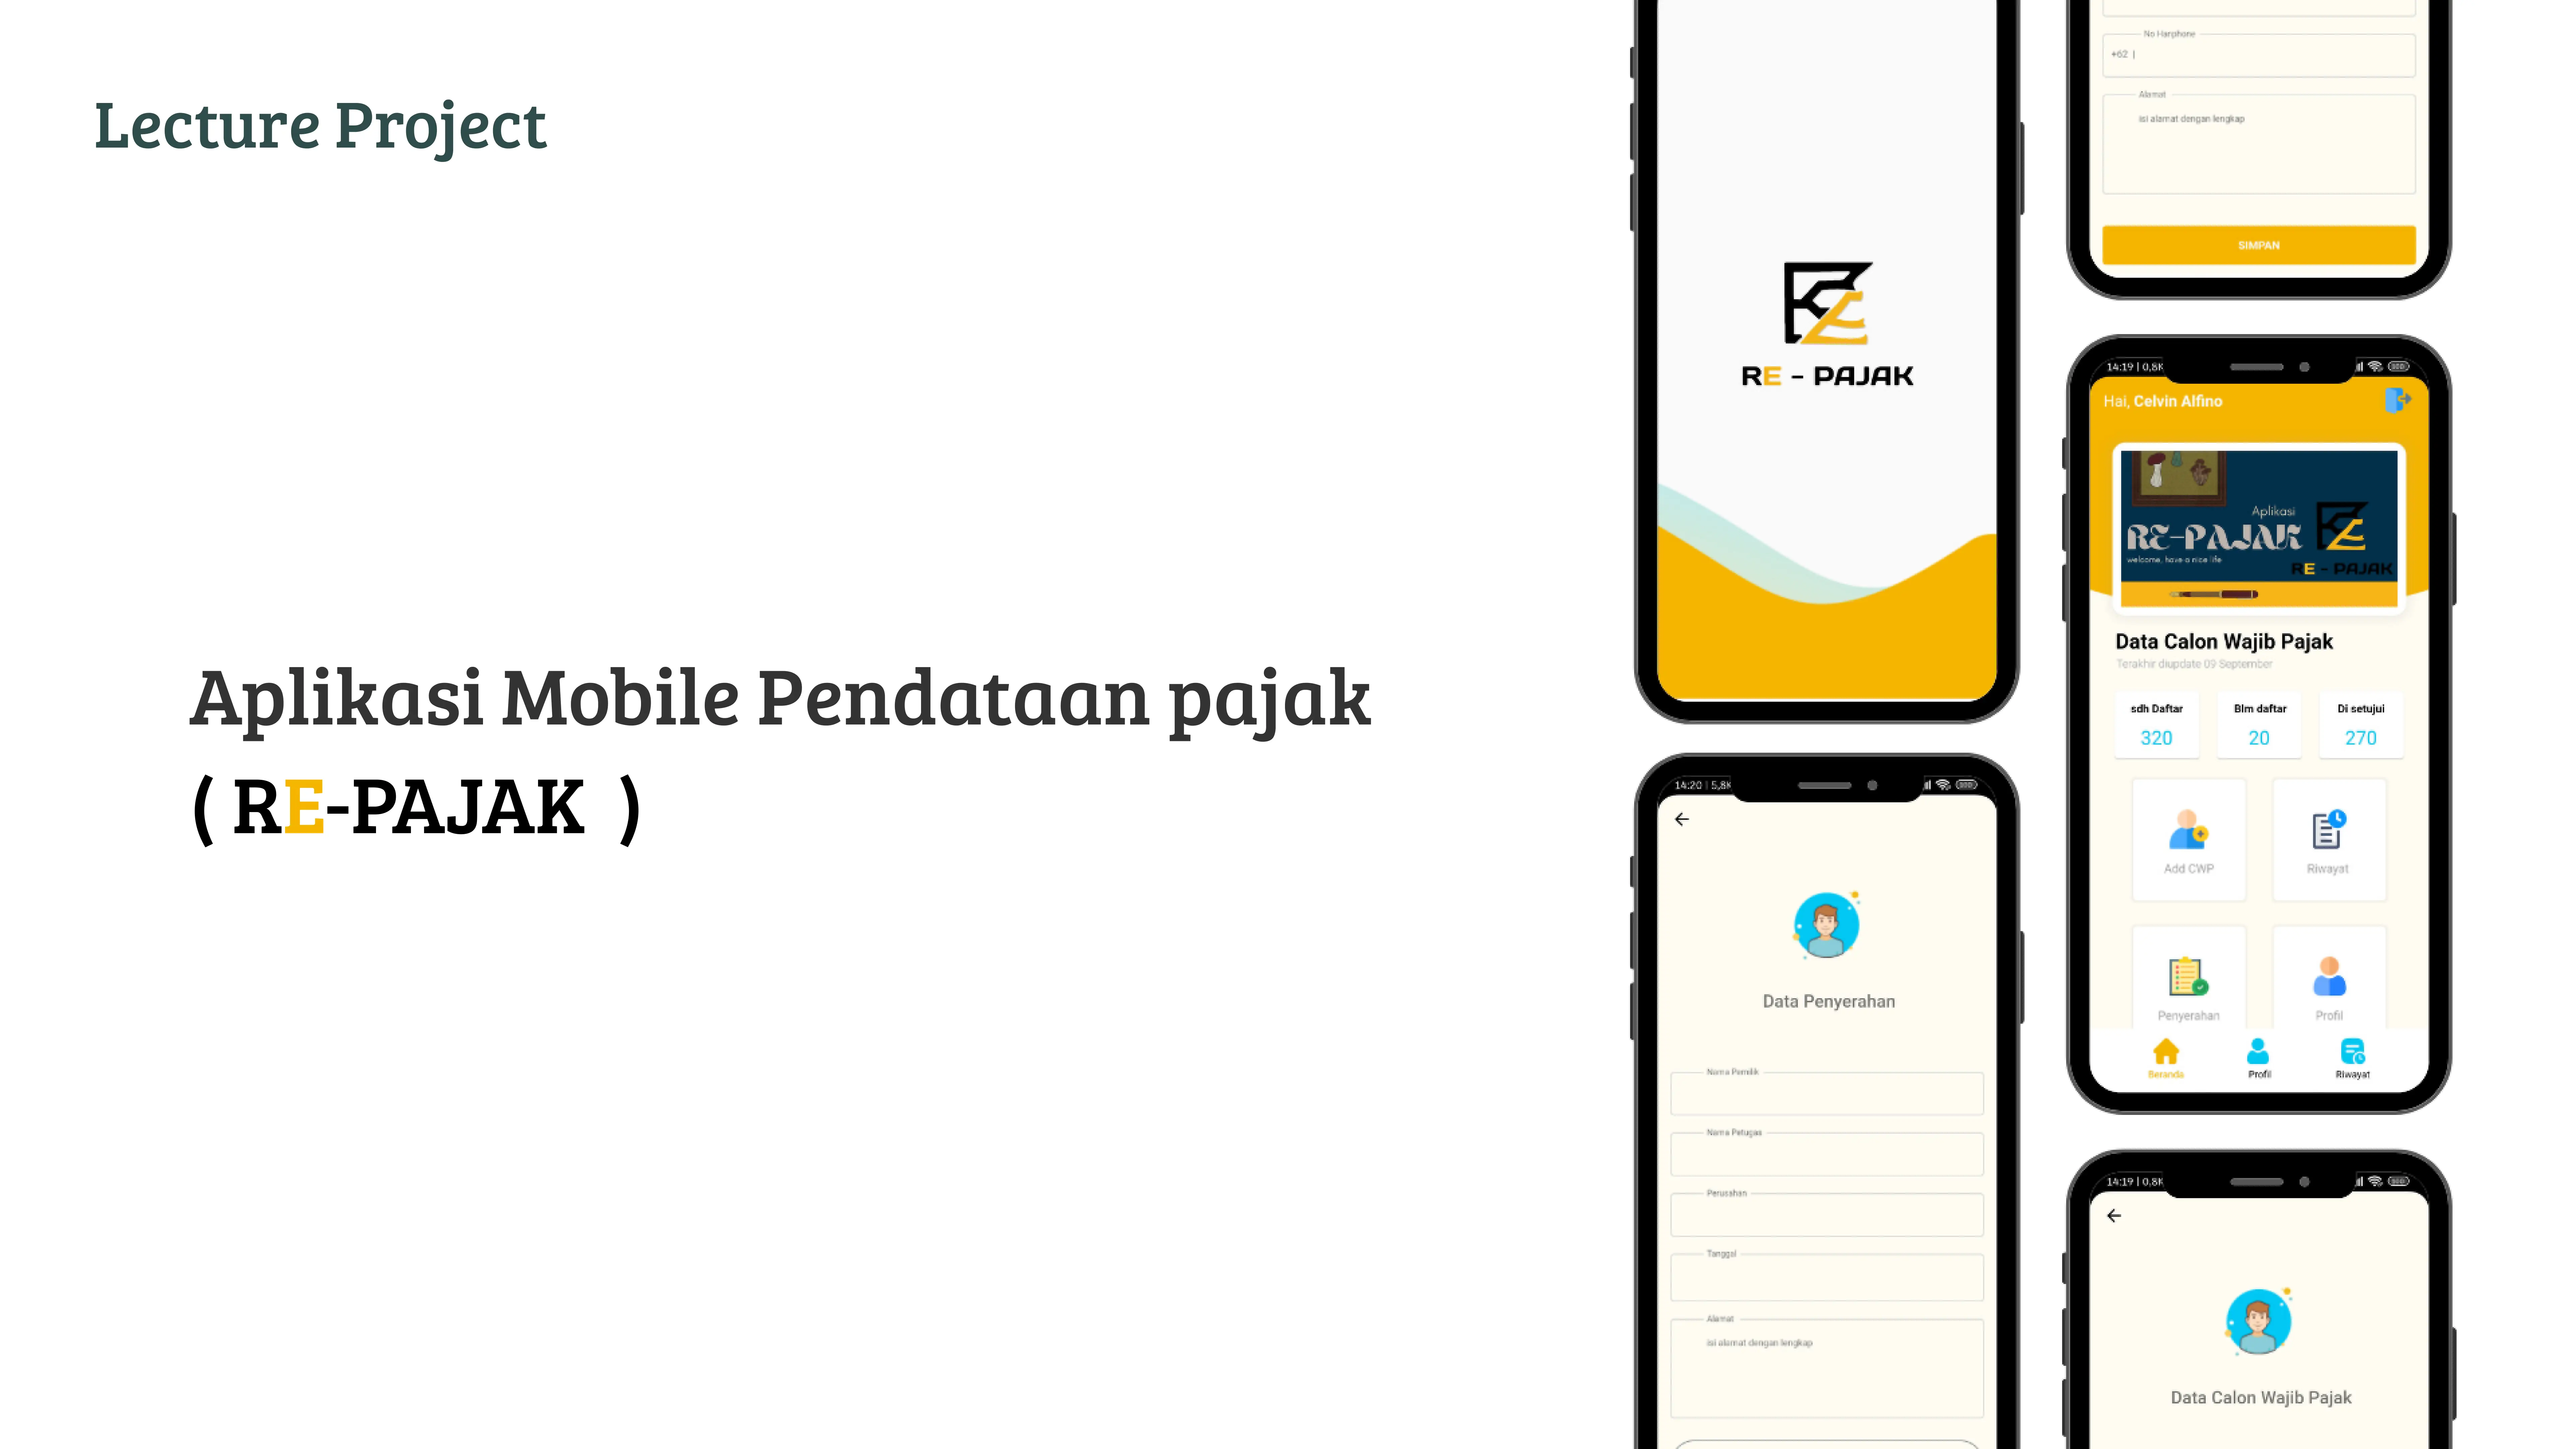 Lecture Project
Aplikasi Mobile Pendataan pajak
( RE-PAJAK )
RE - PAJAK
14:20 | 5,8K
Data Penyerahan
Nama Pemilik
Nama Petugas
Perusahan
Tanggal
Alamat
isi alamat dengan lengkap
No Harphone
+62 |
Alamat
isi alamat dengan lengkap
SIMPAN
14:19 | 0,8K
Hai, Celvin Alfino
Aplikasi
RE-PAJAK
welcome, have a nice life
RE - PAJAK
Data Calon Wajib Pajak
Terakhir diupdate 09 September
sdh Daftar Blm daftar Di setujui
320 20 270
Add CWP Riwayat
Penyerahan Profil
Beranda Profil Riwayat
14:19 | 0,8K
Data Calon Wajib Pajak